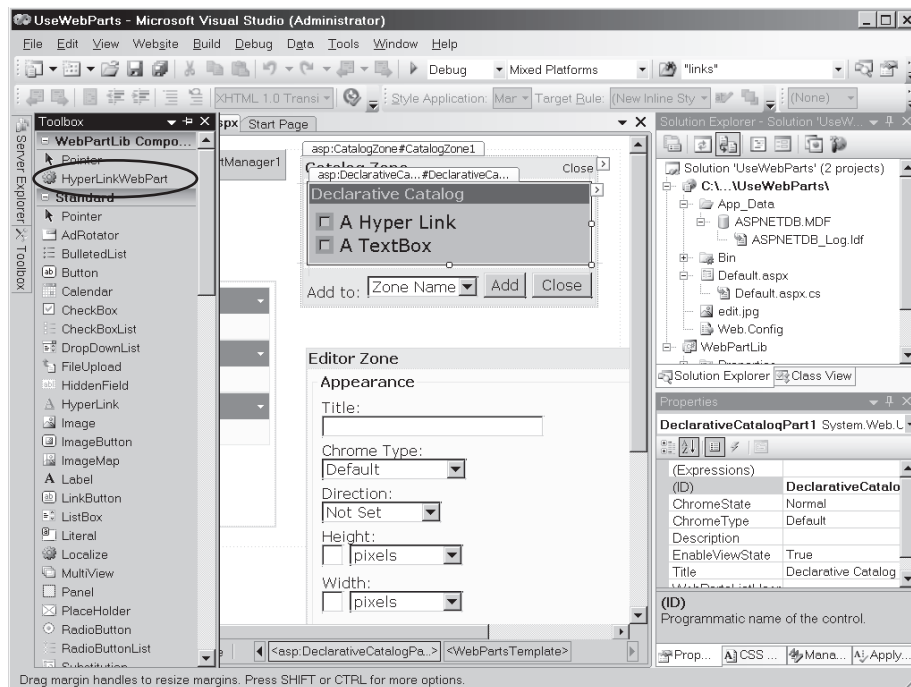 UseWebParts - Microsoft Visual Studio (Administrator)
File Edit View Website Build Debug Data Tools Window Help
Debug Mixed Platforms "links"
XHTML 1.0 Transi Style Application: Mar Target Rule: (New Inline Sty (None)
Server Explorer
Toolbox
Toolbox
WebPartLib Compo...
Pointer
HyperLinkWebPart
Standard
Pointer
AdRotator
BulletedList
Button
Calendar
CheckBox
CheckBoxList
DropDownList
FileUpload
HiddenField
HyperLink
Image
ImageButton
ImageMap
Label
LinkButton
ListBox
Literal
Localize
MultiView
Panel
PlaceHolder
RadioButton
RadioButtonList
Substitution
spx Start Page
rtManager1
asp:CatalogZone#CatalogZone1
Catalog Zone Close
asp:DeclarativeCa...#DeclarativeCa...
Declarative Catalog
A Hyper Link
A TextBox
Add to: Zone Name Add Close
Editor Zone
Appearance
Title:
Chrome Type:
Default
Direction:
Not Set
Height:
pixels
Width:
pixels
<asp:DeclarativeCatalogPa...> <WebPartsTemplate>
Solution Explorer - Solution 'UseW...
Solution 'UseWebParts' (2 projects)
C:\...\UseWebParts\
App_Data
ASPNETDB.MDF
ASPNETDB_Log.ldf
Bin
Default.aspx
Default.aspx.cs
edit.jpg
Web.Config
WebPartLib
Properties
Solution Explorer Class View
Properties
DeclarativeCatalogPart1 System.Web.U
(Expressions)
(ID) DeclarativeCatalo
ChromeState Normal
ChromeType Default
Description
EnableViewState True
Title Declarative Catalog
(ID)
Programmatic name of the control.
Prop... CSS ... Mana... Apply...
Drag margin handles to resize margins. Press SHIFT or CTRL for more options.